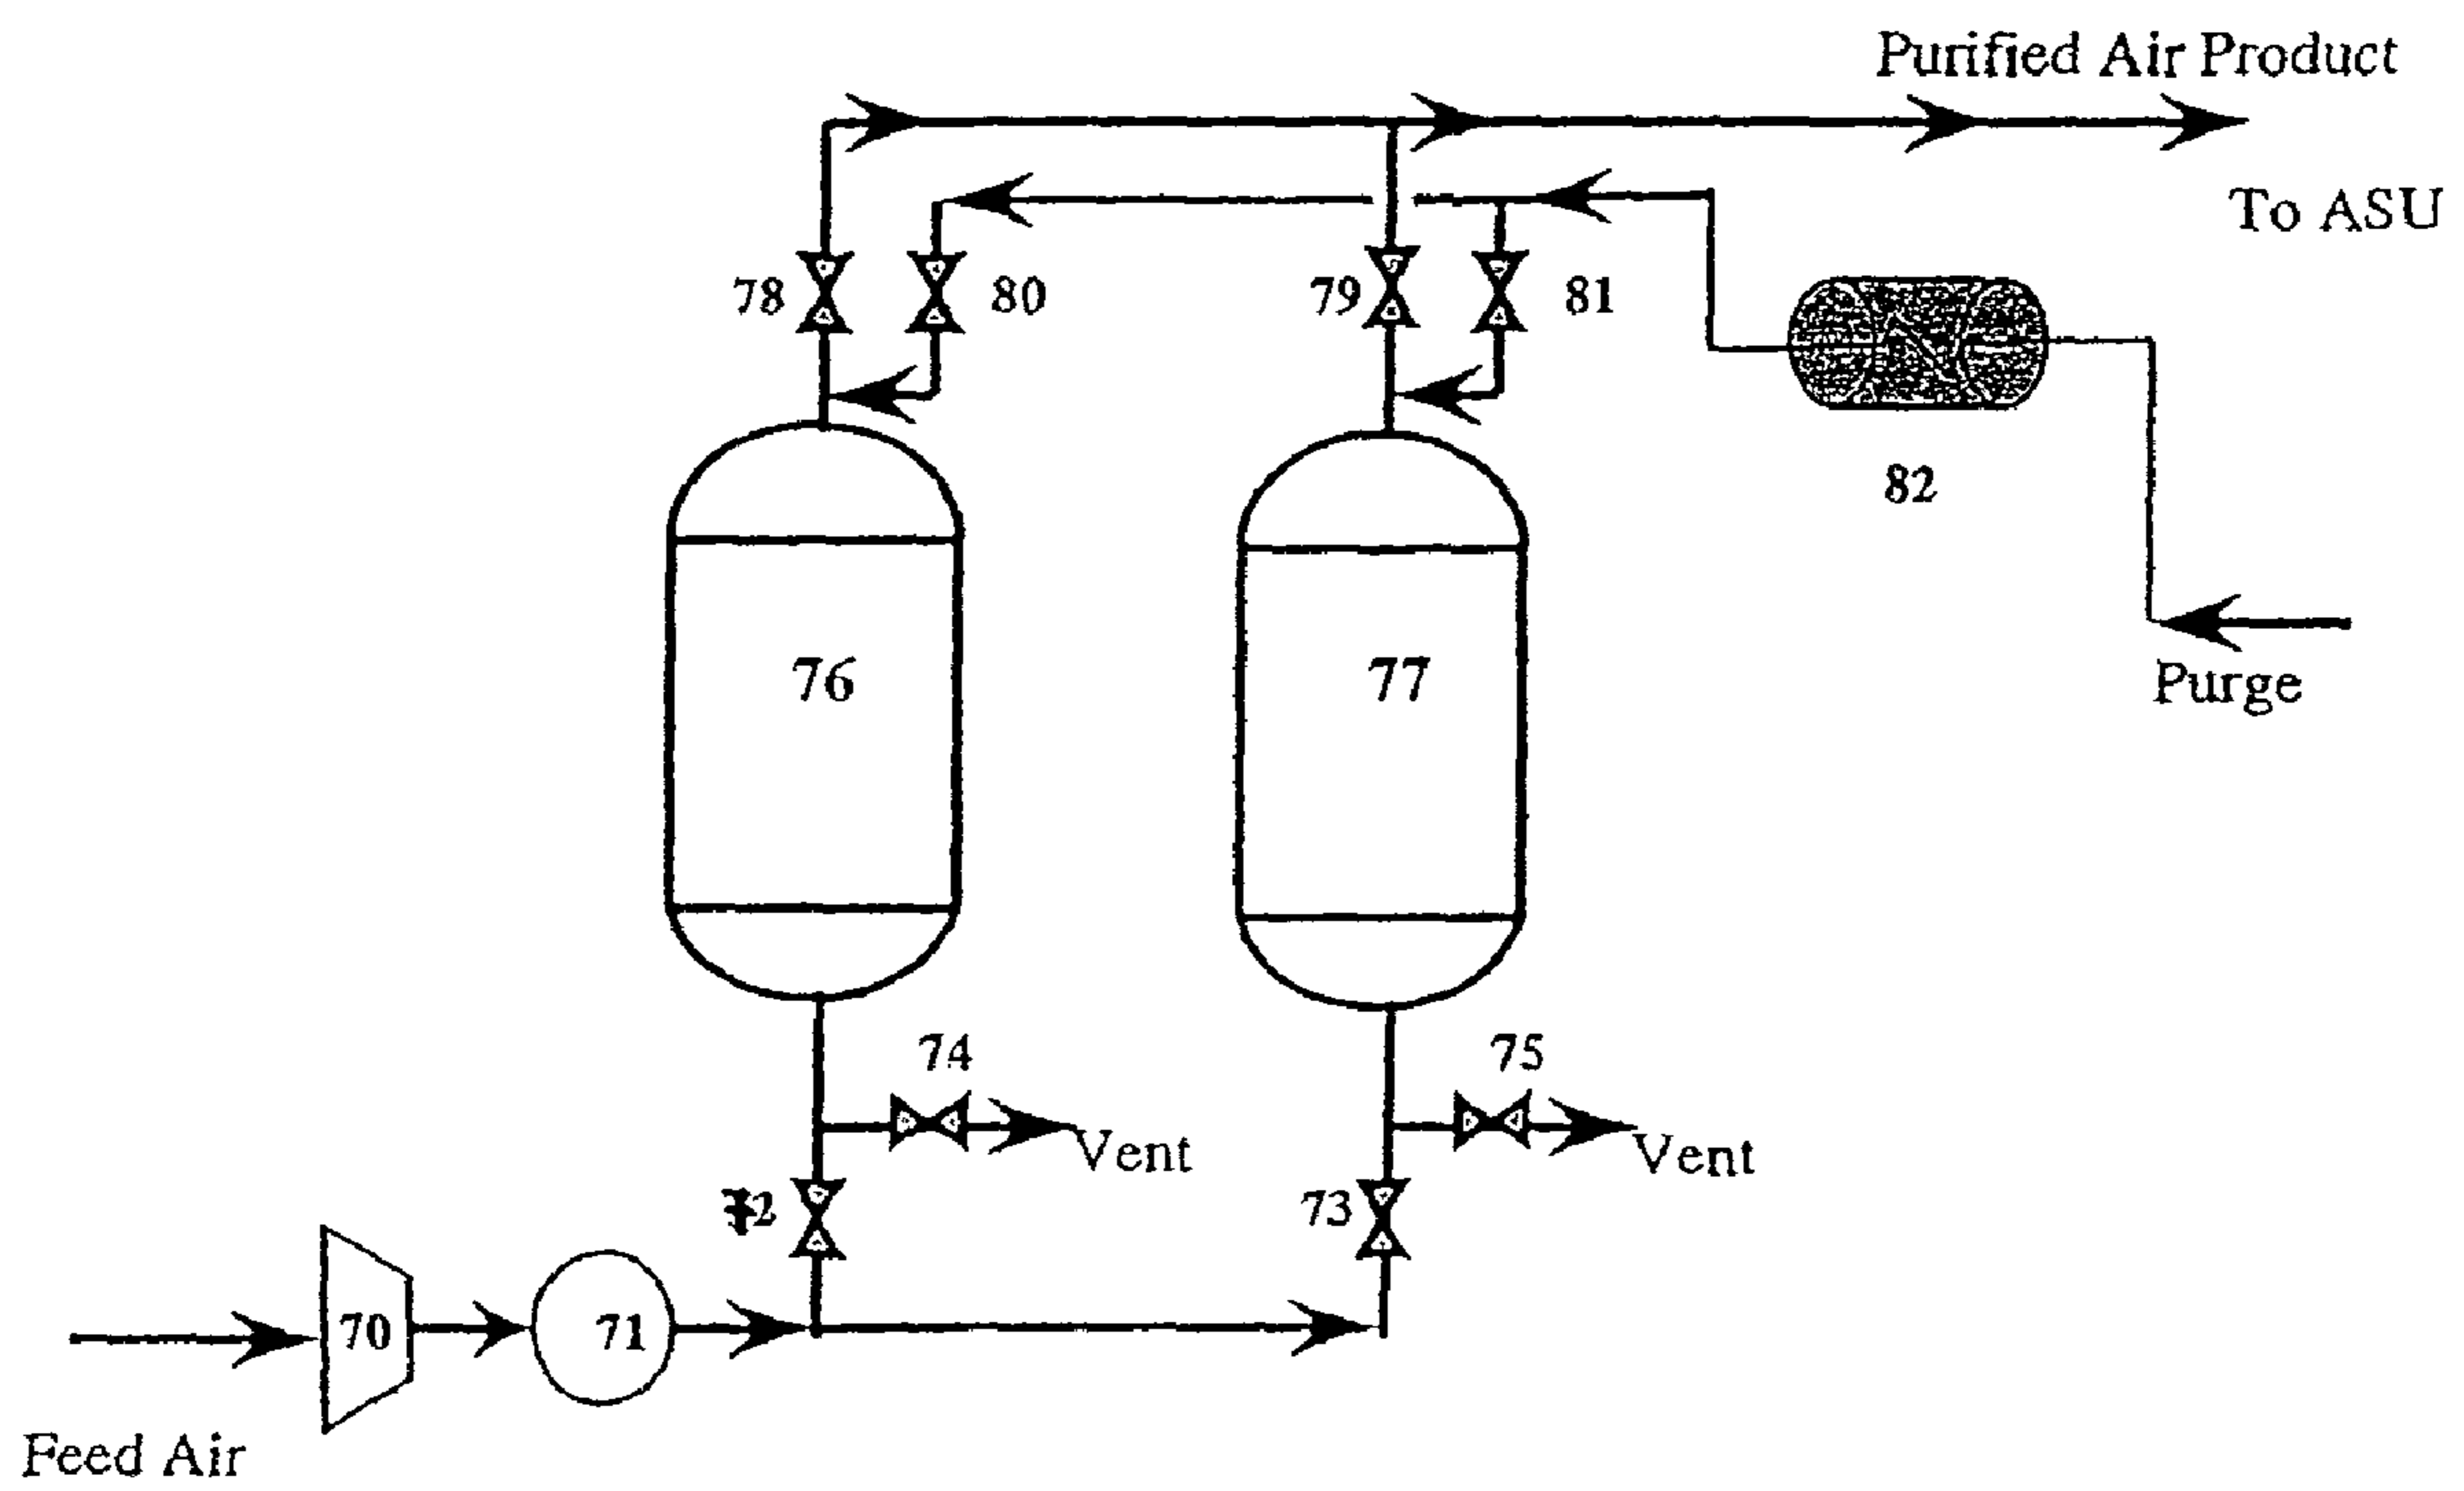 Purified Air Product
To ASU
78
80
79
81
82
76
77
Purge
74
75
Vent
Vent
72
73
70
71
Feed Air